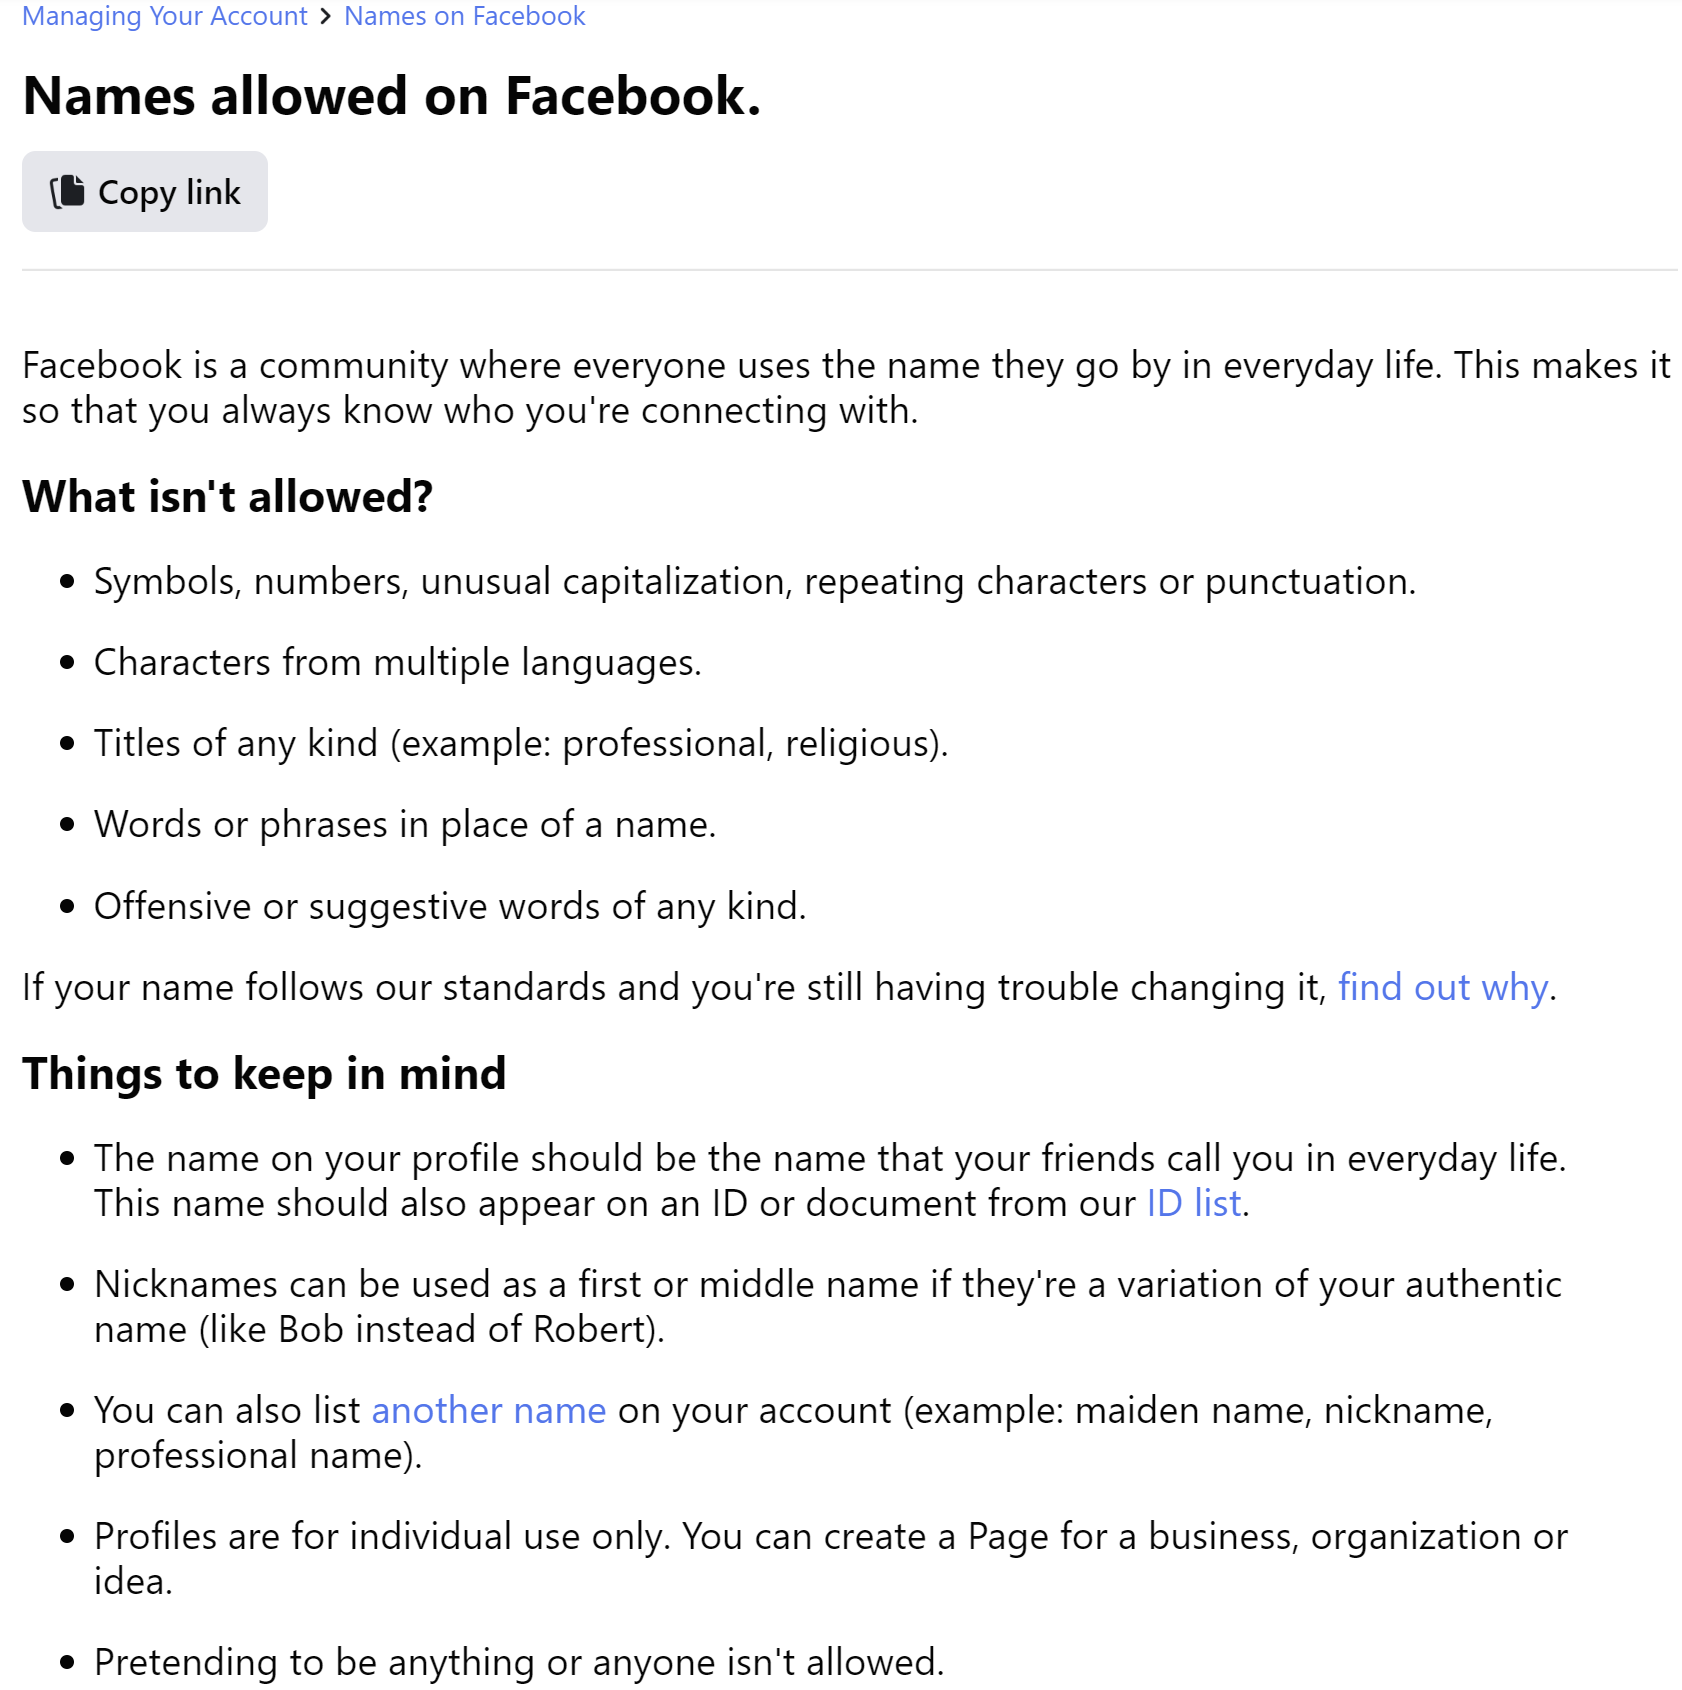 Managing Your Account > Names on Facebook
Names allowed on Facebook.
Copy link
Facebook is a community where everyone uses the name they go by in everyday life. This makes it
so that you always know who you're connecting with.
What isn't allowed?
• Symbols, numbers, unusual capitalization, repeating characters or punctuation.
• Characters from multiple languages.
• Titles of any kind (example: professional, religious).
• Words or phrases in place of a name.
• Offensive or suggestive words of any kind.
If your name follows our standards and you're still having trouble changing it, find out why.
Things to keep in mind
• The name on your profile should be the name that your friends call you in everyday life.
This name should also appear on an ID or document from our ID list.
• Nicknames can be used as a first or middle name if they're a variation of your authentic
name (like Bob instead of Robert).
• You can also list another name on your account (example: maiden name, nickname,
professional name).
• Profiles are for individual use only. You can create a Page for a business, organization or
idea.
• Pretending to be anything or anyone isn't allowed.